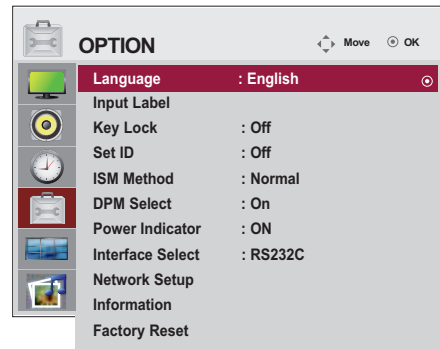 OPTION Move OK
Language : English
Input Label
Key Lock : Off
Set ID : Off
ISM Method : Normal
DPM Select : On
Power Indicator : ON
Interface Select : RS232C
Network Setup
Information
Factory Reset